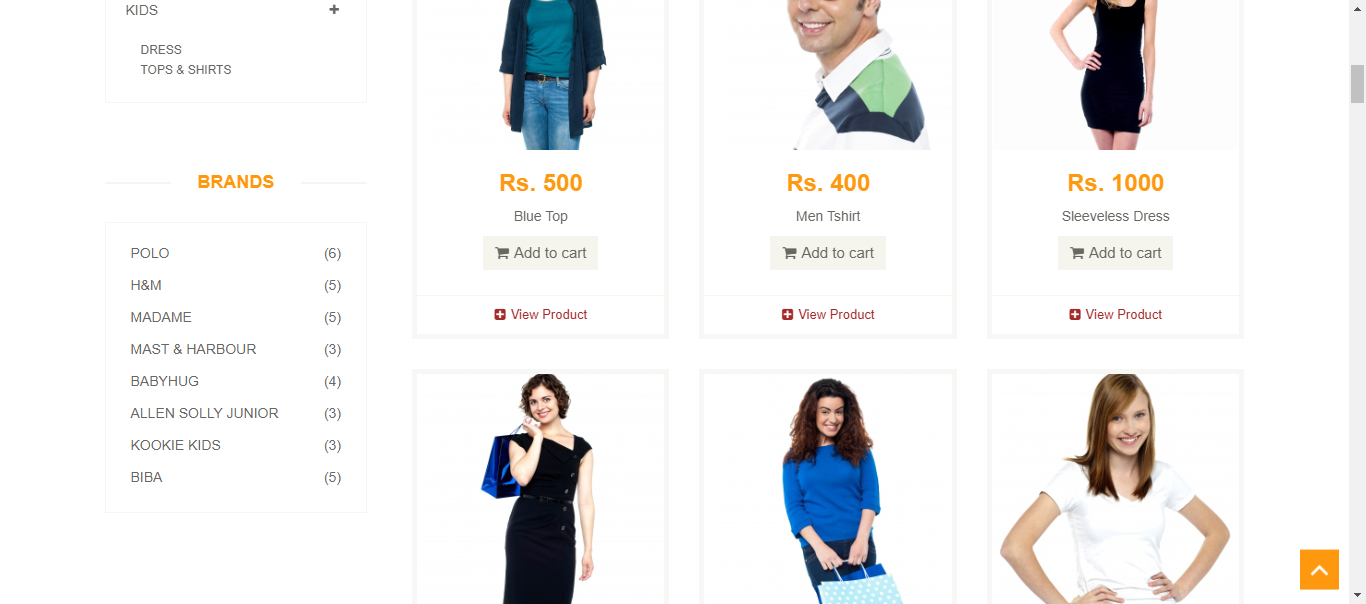 KIDS
DRESS
TOPS & SHIRTS
BRANDS
POLO (6)
H&M (5)
MADAME (5)
MAST & HARBOUR (3)
BABYHUG (4)
ALLEN SOLLY JUNIOR (3)
KOOKIE KIDS (3)
BIBA (5)
Rs. 500
Blue Top
Add to cart
View Product
Rs. 400
Men Tshirt
Add to cart
View Product
Rs. 1000
Sleeveless Dress
Add to cart
View Product